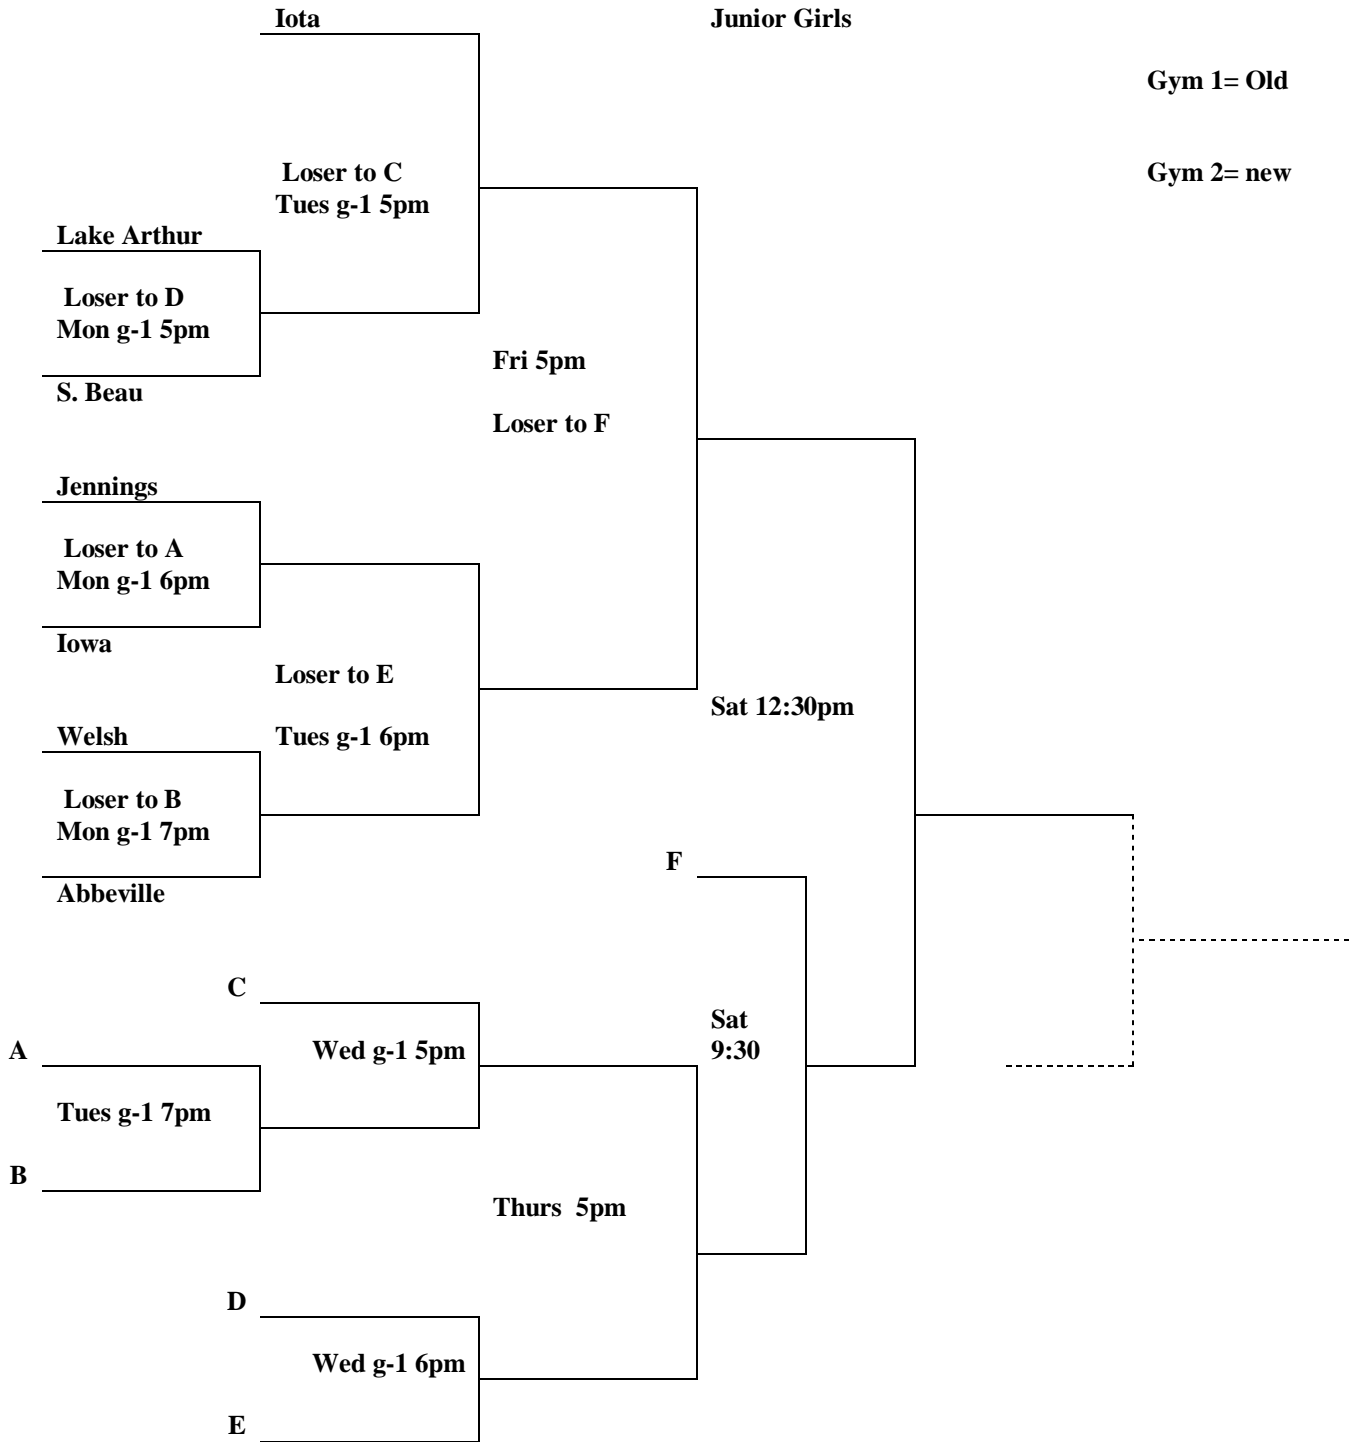 Iota
Junior Girls
Gym 1= Old
Loser to C
Tues g-1 5pm
Gym 2= new
Lake Arthur
Loser to D
Mon g-1 5pm
S. Beau
Fri 5pm
Loser to F
Jennings
Loser to A
Mon g-1 6pm
Iowa
Loser to E
Tues g-1 6pm
Sat 12:30pm
Welsh
Loser to B
Mon g-1 7pm
Abbeville
F
C
Wed g-1 5pm
Sat
9:30
A
Tues g-1 7pm
B
Thurs  5pm
D
Wed g-1 6pm
E